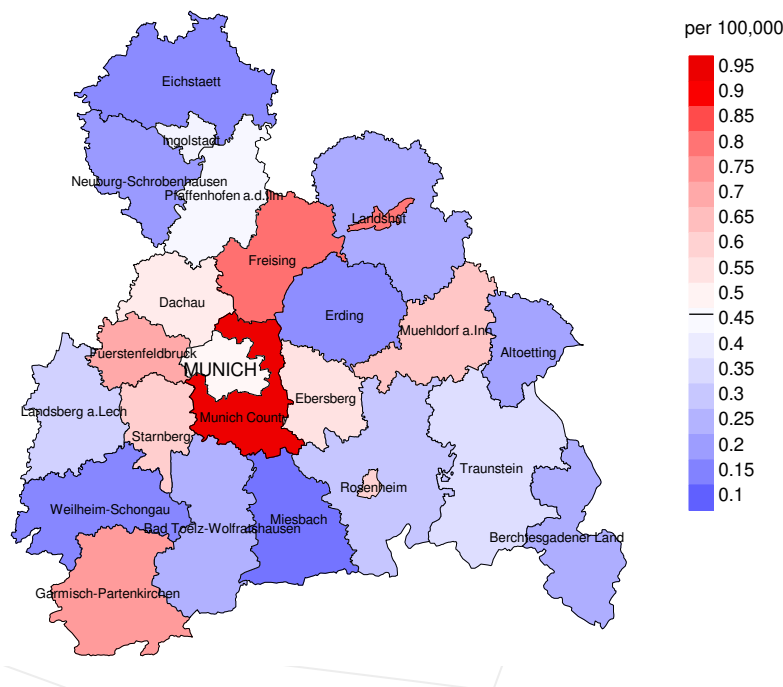 per 100,000
0.95
0.9
0.85
0.8
0.75
0.7
0.65
0.6
0.55
0.5
0.45
0.4
0.35
0.3
0.25
0.2
0.15
0.1
Eichstaett
Ingolstadt
Neuburg-Schrobenhausen
Pfaffenhofen a.d.Ilm
Landshut
Freising
Dachau
Erding
Muehldorf a.Inn
Fuerstenfeldbruck
Altoetting
MUNICH
Ebersberg
Landsberg a.Lech
Munich County
Starnberg
Traunstein
Rosenheim
Weilheim-Schongau
Miesbach
Bad Toelz-Wolfratshausen
Berchtesgadener Land
Garmisch-Partenkirchen